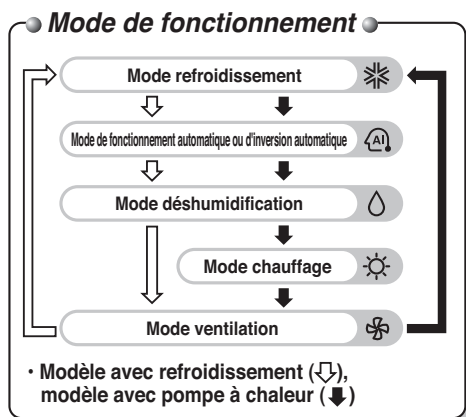 Mode de fonctionnement
Mode refroidissement
Mode de fonctionnement automatique ou d'inversion automatique
AI
Mode déshumidification
Mode chauffage
Mode ventilation
· Modèle avec refroidissement (⇩),
modèle avec pompe à chaleur (⬇)